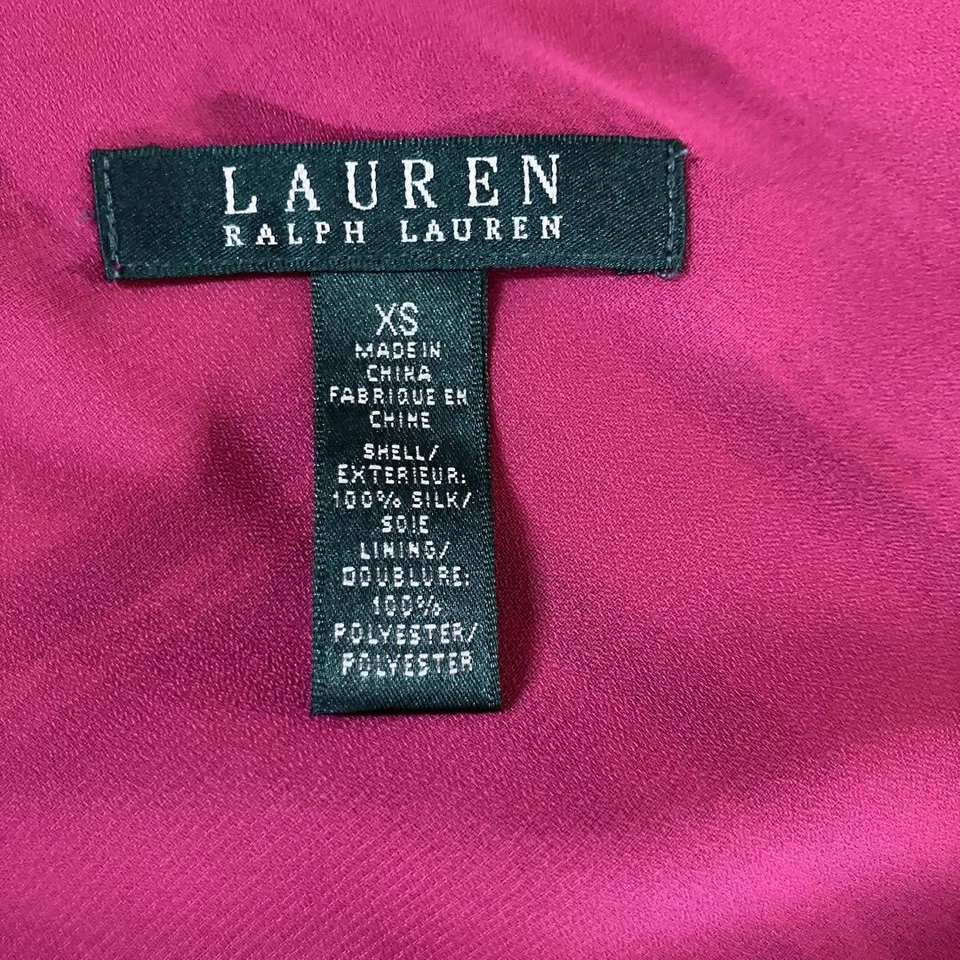 LAUREN
RALPH LAUREN
XS
MADE IN
CHINA
FABRIQUE EN
CHINE
SHELL/
EXTERIEUR:
100% SILK/
SOIE
LINING/
DOUBLURE:
100%
POLYESTER/
POLYESTER